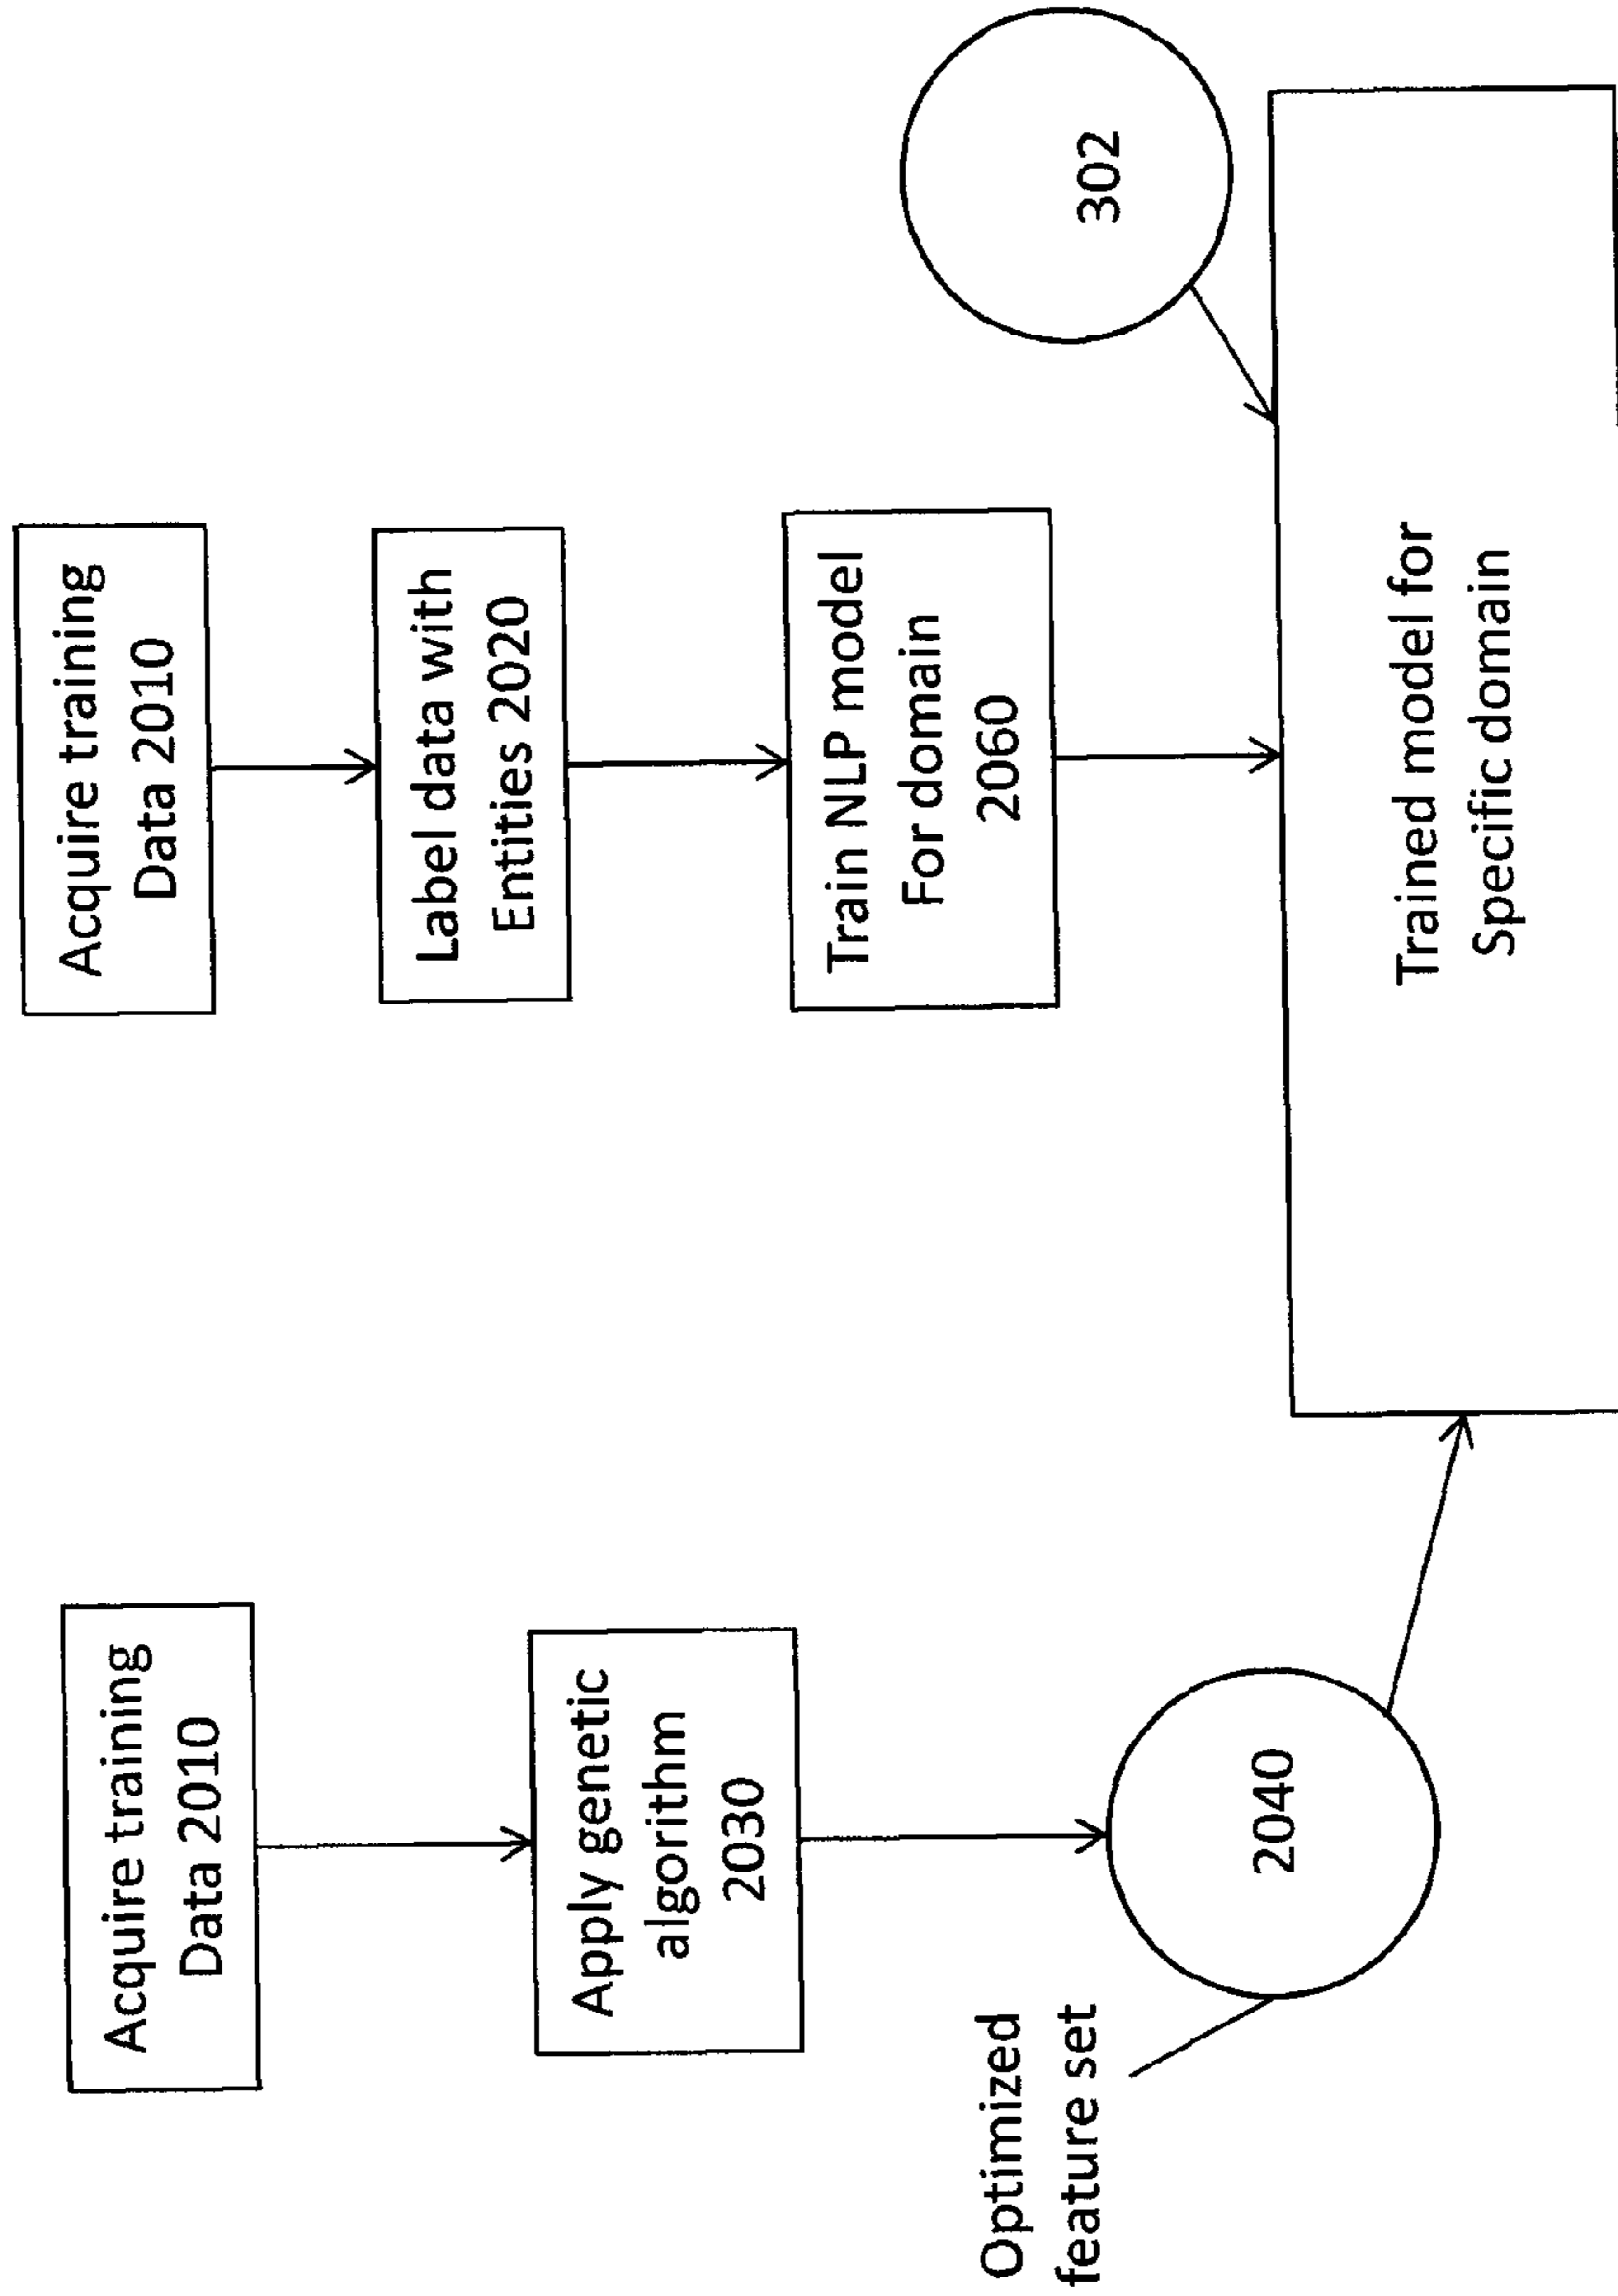 Acquire training
Data 2010
Apply genetic
algorithm
2030
Optimized
feature set
2040
Acquire training
Data 2010
Label data with
Entities 2020
Train NLP model
For domain
2060
302
Trained model for
Specific domain